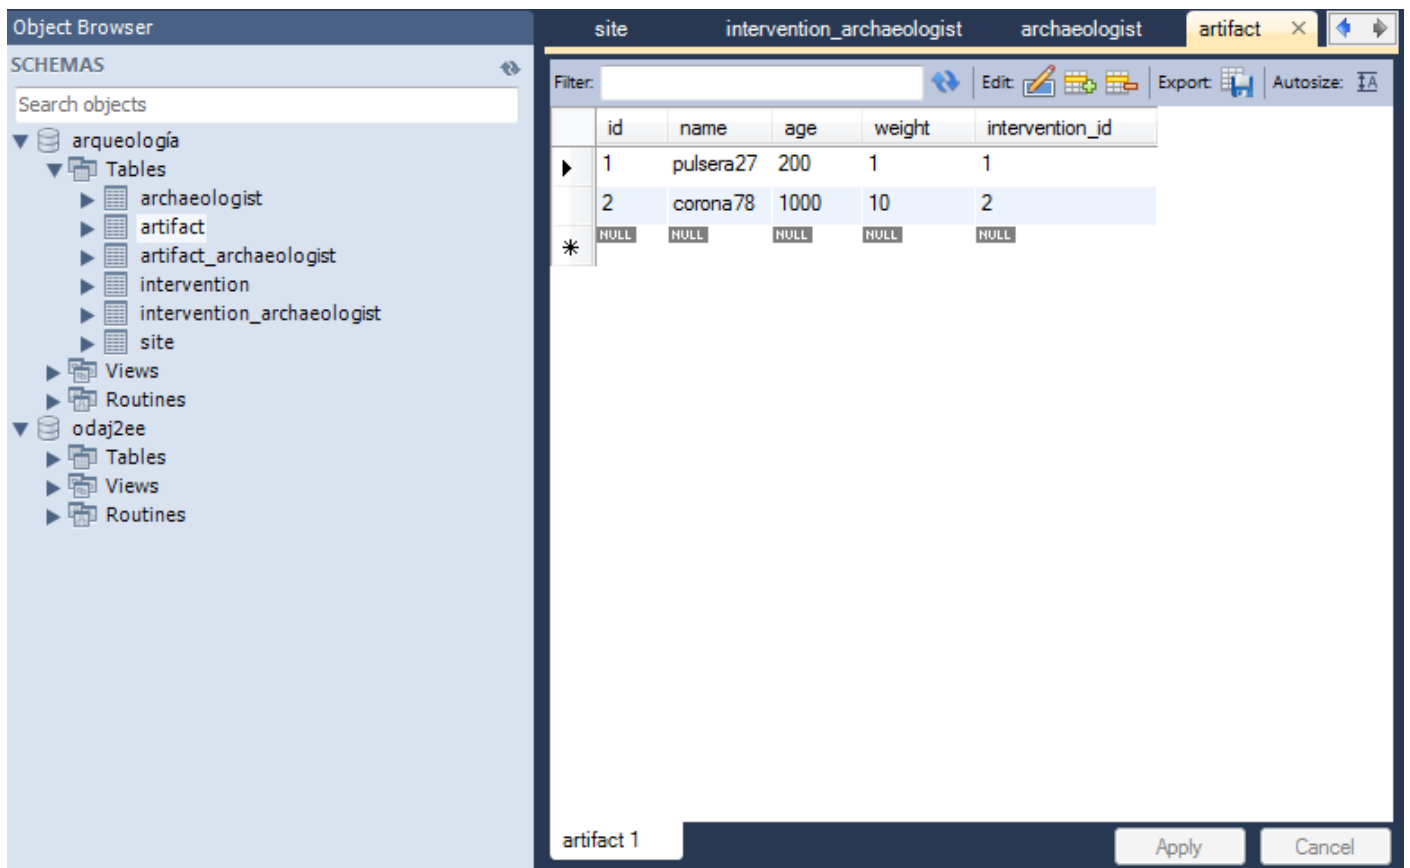 Object Browser
SCHEMAS
Search objects
arqueología
Tables
archaeologist
artifact
artifact_archaeologist
intervention
intervention_archaeologist
site
Views
Routines
odaj2ee
Tables
Views
Routines
site intervention_archaeologist archaeologist artifact
Filter: Edit: Export: Autosize:
id name age weight intervention_id
1 pulsera27 200 1 1
2 corona78 1000 10 2
NULL NULL NULL NULL NULL
artifact 1
Apply Cancel